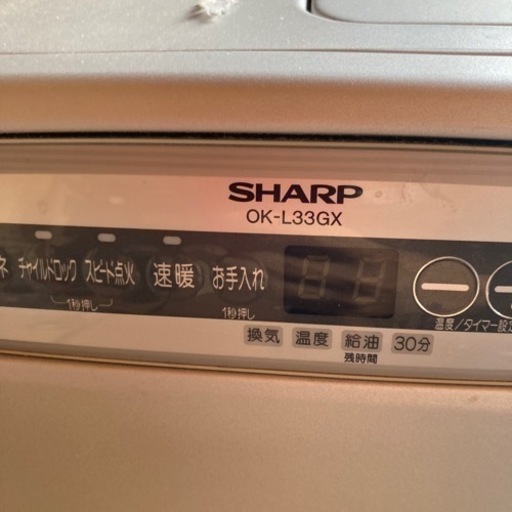 SHARP
OK-L33GX
ネ チャイルドロック スピード点火 速暖 お手入れ
1秒押し 1秒押し
温度/タイマー設
換気 温度 給油 30分
残時間